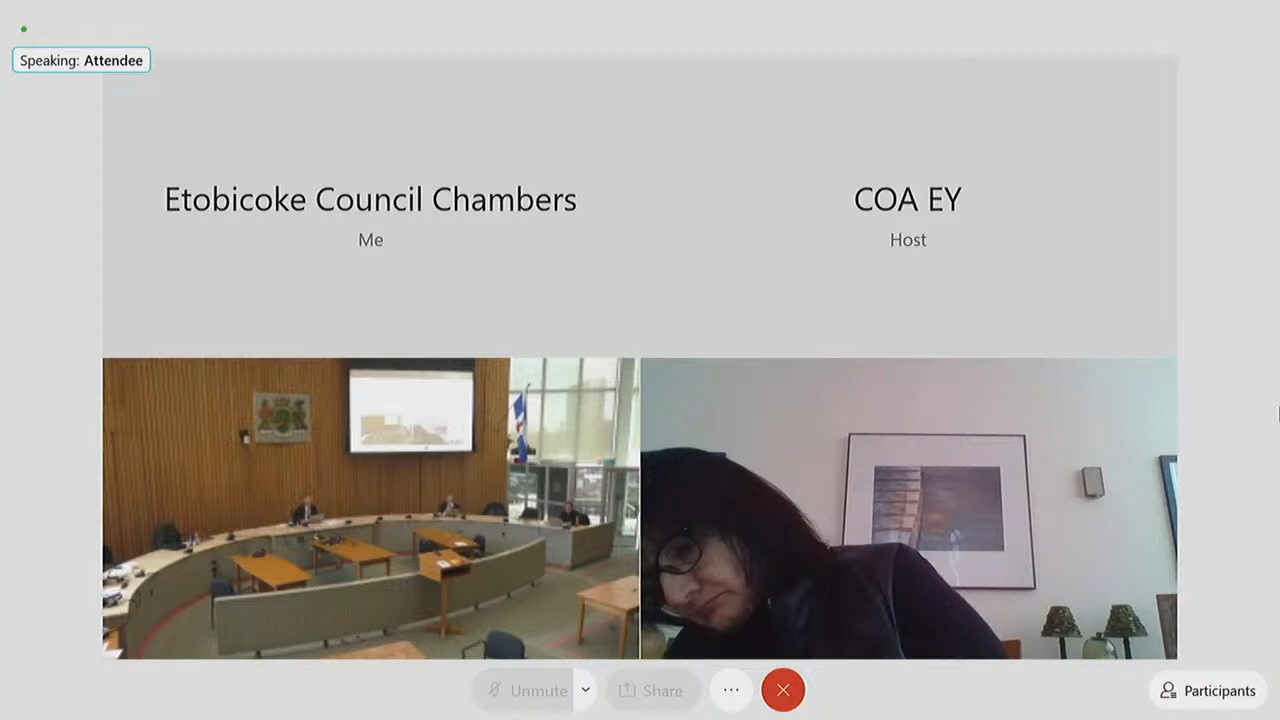 Speaking: Attendee
Etobicoke Council Chambers
Me
COA EY
Host
Unmute
Share
Participants